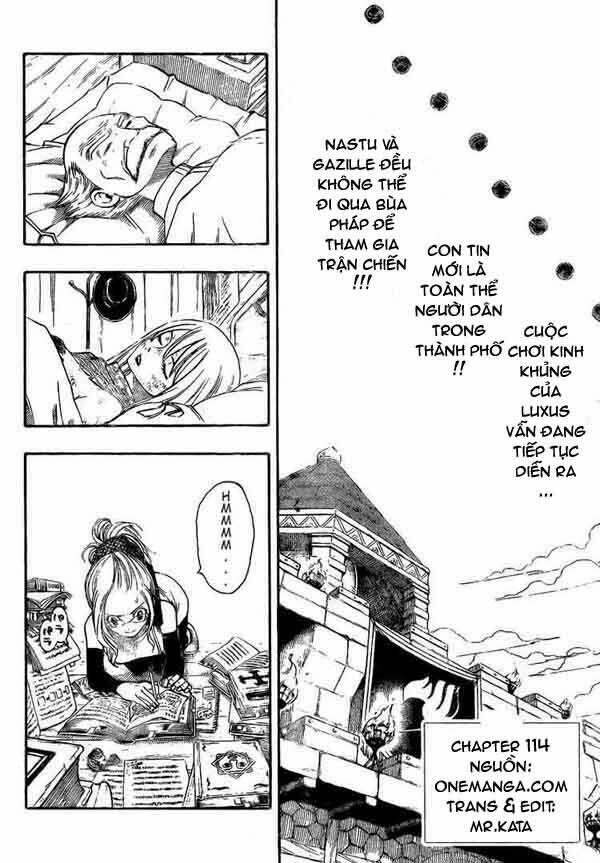 CUỘC
CHƠI KINH
KHỦNG
CỦA
LUXUS
VẪN ĐANG
TIẾP TỤC
DIỄN RA
...
CON TIN
MỚI LÀ
TOÀN THỂ
NGƯỜI DÂN
TRONG
THÀNH PHỐ
!!
NASTU VÀ
GAZILLE ĐỀU
KHÔNG THỂ
ĐI QUA BÙA
PHÁP ĐỂ
THAM GIA
TRẬN CHIẾN
!!!
HMMMM...
CHAPTER 114
NGUỒN:
ONEMANGA.COM
TRANS & EDIT:
MR.KATA